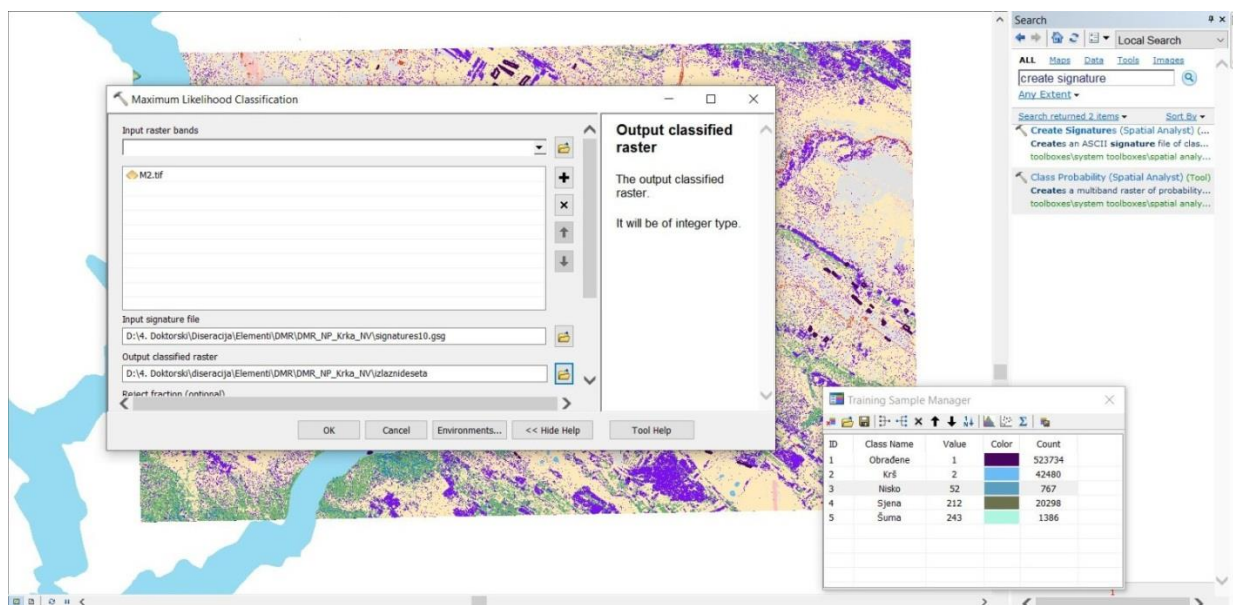 Maximum Likelihood Classification
Input raster bands
M2.tif
Input signature file
D:\4. Doktorski\Diseracija\Elementi\DMR\DMR_NP_Krka_NV\signatures10.gsg
Output classified raster
D:\4. Doktorski\diseracija\Elementi\DMR\DMR_NP_Krka_NV\izlaznideseta
Reject fraction (optional)
Output classified
raster
The output classified
raster.
It will be of integer type.
OK Cancel Environments... << Hide Help Tool Help
Training Sample Manager
ID Class Name Value Color Count
1 Obrađene 1 523734
2 Krš 2 42480
3 Nisko 52 767
4 Sjena 212 20298
5 Šuma 243 1386
Search
Local Search
ALL Maps Data Tools Images
create signature
Any Extent
Search returned 2 items Sort By
Create Signatures (Spatial Analyst) (...
Creates an ASCII signature file of clas...
toolboxes\system toolboxes\spatial analy...
Class Probability (Spatial Analyst) (Tool)
Creates a multiband raster of probability...
toolboxes\system toolboxes\spatial analy...
1